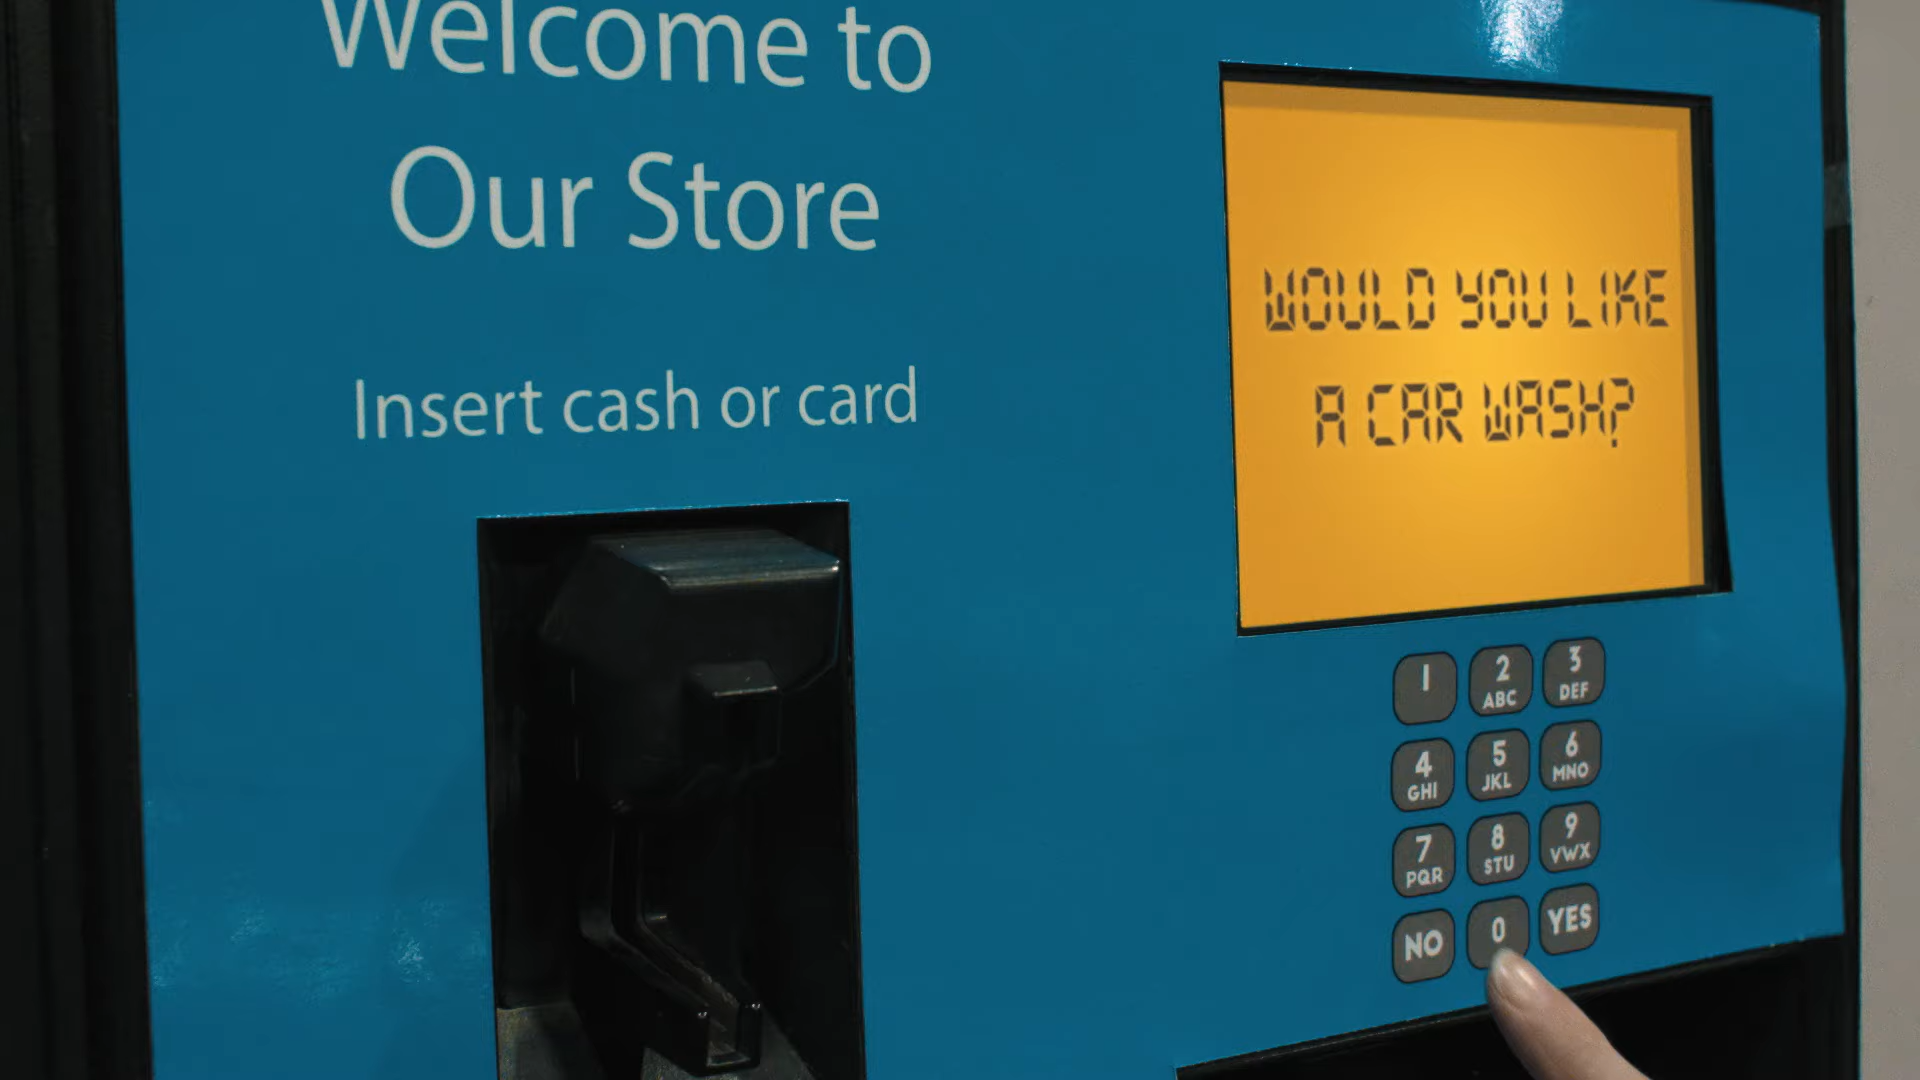 Welcome to
Our Store
Insert cash or card
WOULD YOU LIKE
A CAR WASH?
1
2
ABC
3
DEF
4
GHI
5
JKL
6
MNO
7
PQR
8
STU
9
VWX
NO
0
YES